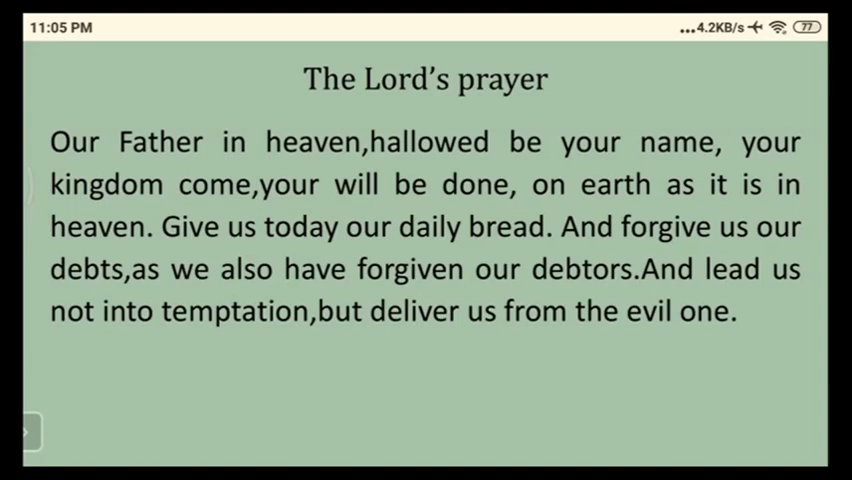 11:05 PM ...4.2KB/s 77
The Lord's prayer
Our Father in heaven,hallowed be your name, your
kingdom come,your will be done, on earth as it is in
heaven. Give us today our daily bread. And forgive us our
debts,as we also have forgiven our debtors.And lead us
not into temptation,but deliver us from the evil one.